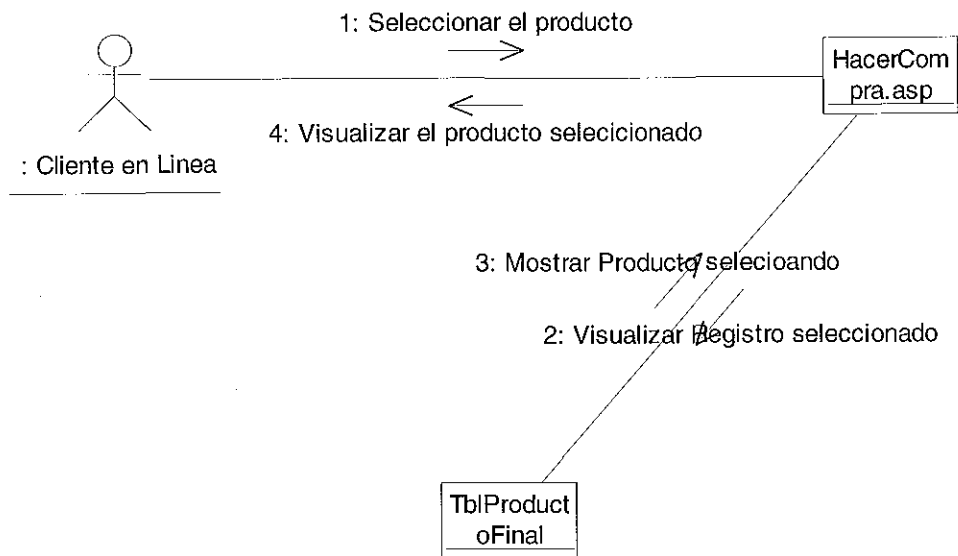 1: Seleccionar el producto
HacerCom
pra.asp
4: Visualizar el producto selecicionado
: Cliente en Linea
3: Mostrar Producto selecioando
2: Visualizar Registro seleccionado
TblProduct
oFinal